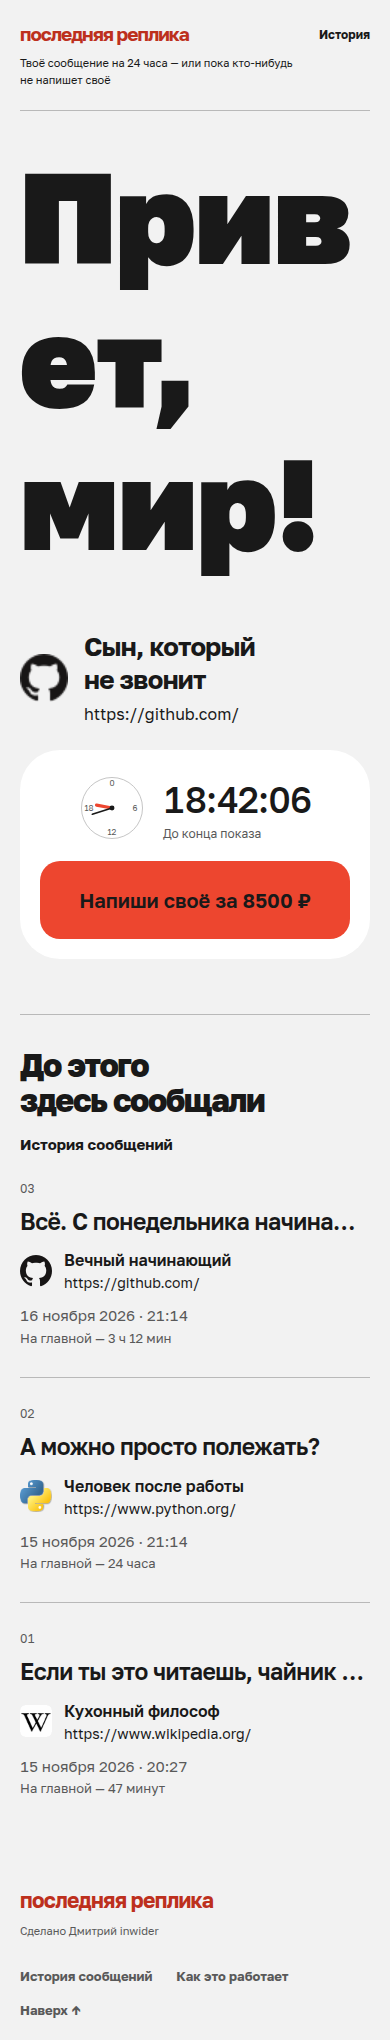 последняя реплика
История
Твоё сообщение на 24 часа — или пока кто-нибудь
не напишет своё
Прив
ет,
мир!
Сын, который
не звонит
https://github.com/
0
18
6
12
18:42:06
До конца показа
Напиши своё за 8500 ₽
До этого
здесь сообщали
История сообщений
03
Всё. С понедельника начина...
Вечный начинающий
https://github.com/
16 ноября 2026 · 21:14
На главной — 3 ч 12 мин
02
А можно просто полежать?
Человек после работы
https://www.python.org/
15 ноября 2026 · 21:14
На главной — 24 часа
01
Если ты это читаешь, чайник ...
W
Кухонный философ
https://www.wikipedia.org/
15 ноября 2026 · 20:27
На главной — 47 минут
последняя реплика
Сделано Дмитрий inwider
История сообщений
Как это работает
Наверх ↑